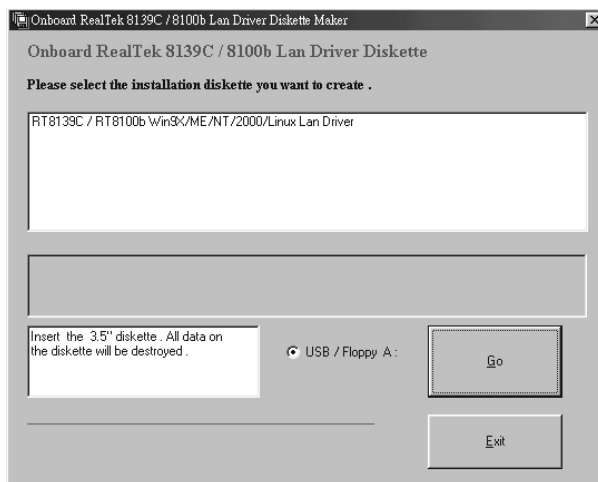 Onboard RealTek 8139C / 8100b Lan Driver Diskette Maker
Onboard RealTek 8139C / 8100b Lan Driver Diskette
Please select the installation diskette you want to create .
RT8139C / RT8100b Win9X/ME/NT/2000/Linux Lan Driver
Insert the 3.5" diskette . All data on
the diskette will be destroyed .
USB / Floppy A :
Go
Exit